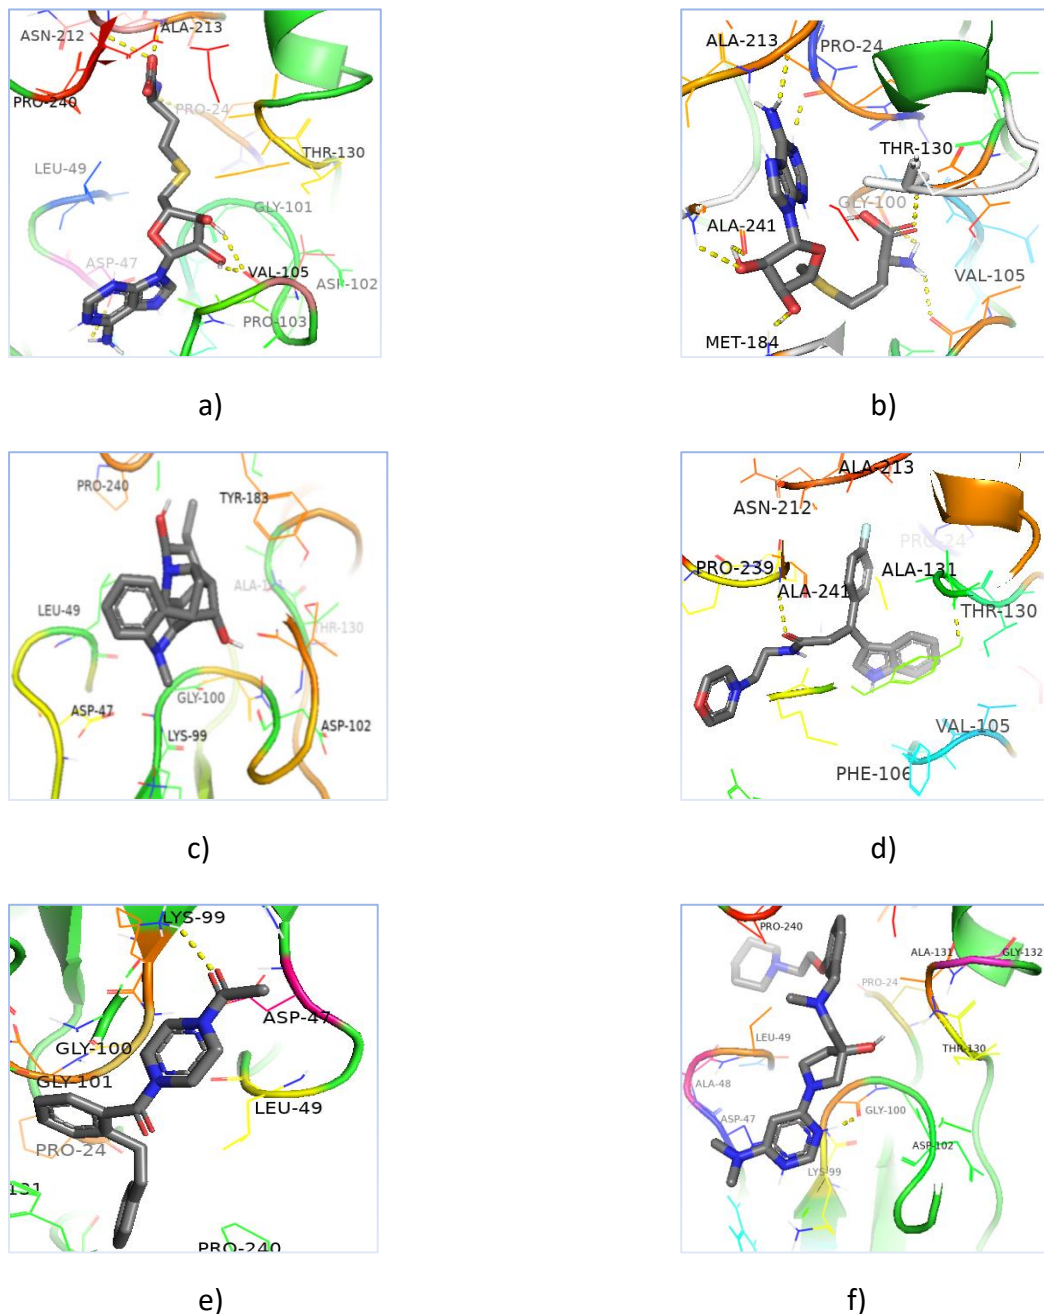 ASN-212
ALA-213
PRO-240
PRO-24
THR-130
LEU-49
GLY-101
ASP-47
VAL-105
ASP-102
PRO-103
a)
ALA-213
PRO-24
THR-130
GLY-100
ALA-241
VAL-105
MET-184
b)
PRO-240
TYR-183
LEU-49
THR-130
GLY-100
ASP-47
ASP-102
LYS-99
c)
ALA-213
ASN-212
PRO-24
PRO-239
ALA-131
ALA-241
THR-130
VAL-105
PHE-106
d)
LYS-99
ASP-47
GLY-100
GLY-101
LEU-49
PRO-24
131
PRO-240
e)
PRO-240
ALA-131
GLY-132
PRO-24
LEU-49
THR-130
ALA-48
GLY-100
ASP-47
ASP-102
LYS-99
f)